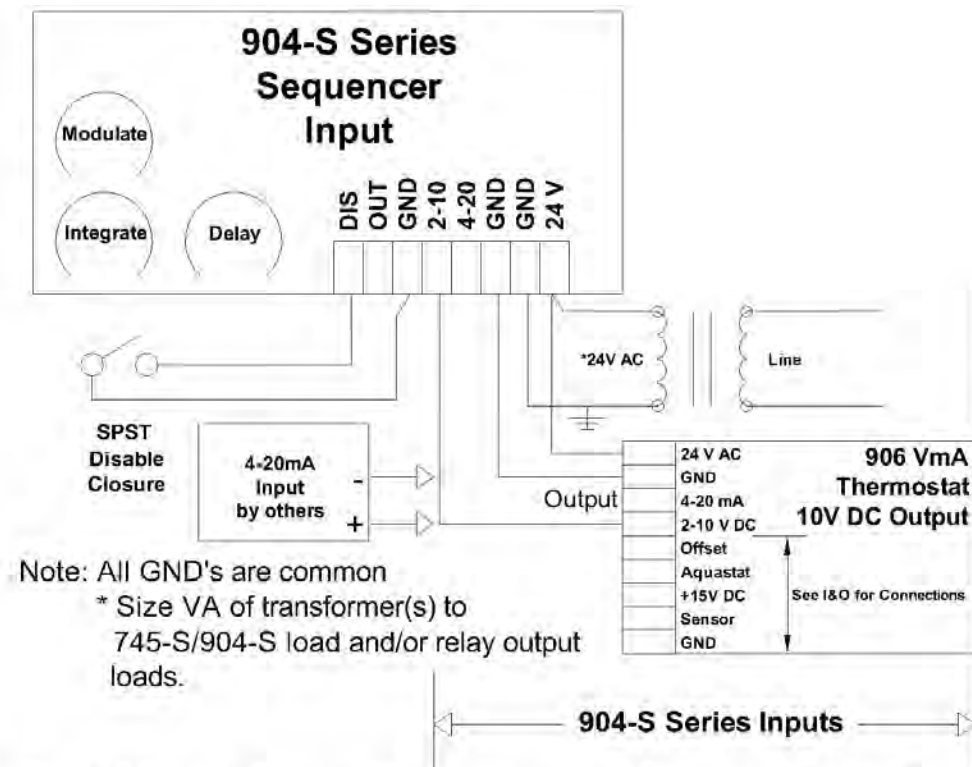 904-S Series
Sequencer
Input
Modulate
Integrate
Delay
DIS
OUT
GND
2-10
4-20
GND
GND
24 V
*24V AC
Line
SPST
Disable
Closure
4-20mA
Input
by others
-
+
Output
24 V AC
GND
4-20 mA
2-10 V DC
Offset
Aquastat
+15V DC
Sensor
GND
906 VmA
Thermostat
10V DC Output
See I&O for Connections
Note: All GND's are common
* Size VA of transformer(s) to
745-S/904-S load and/or relay output
loads.
904-S Series Inputs